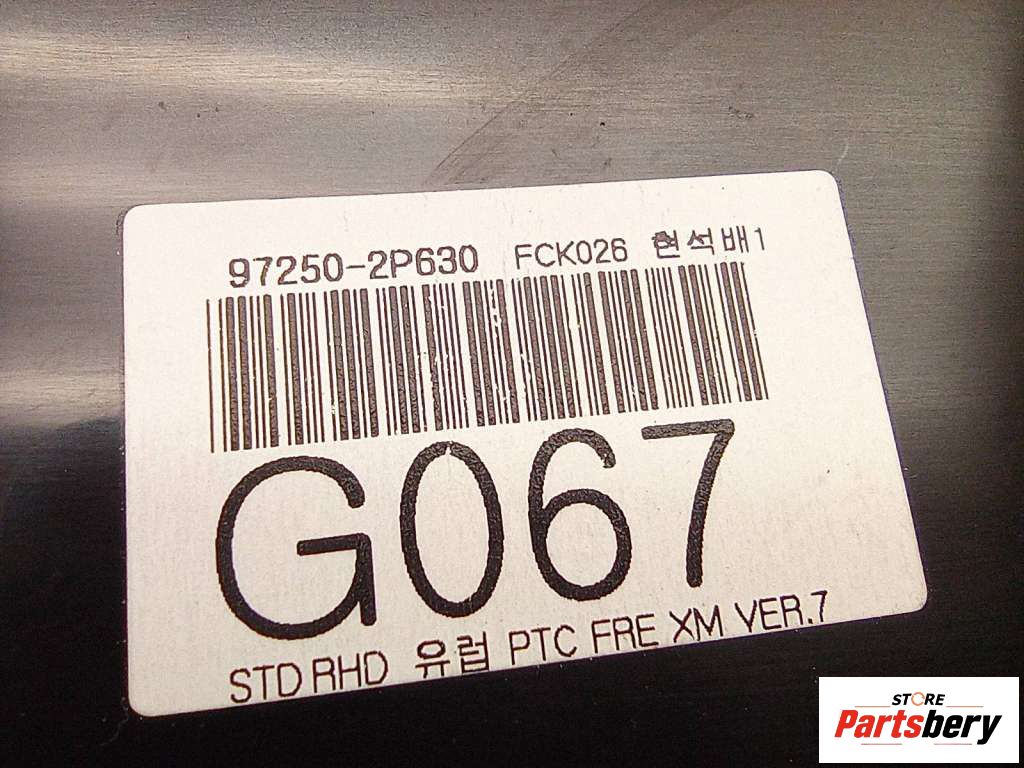 97250-2P630 FCK026 현석배1
G067
STD RHD 유럽 PTC FRE XM VER.7
STORE
Partsbery